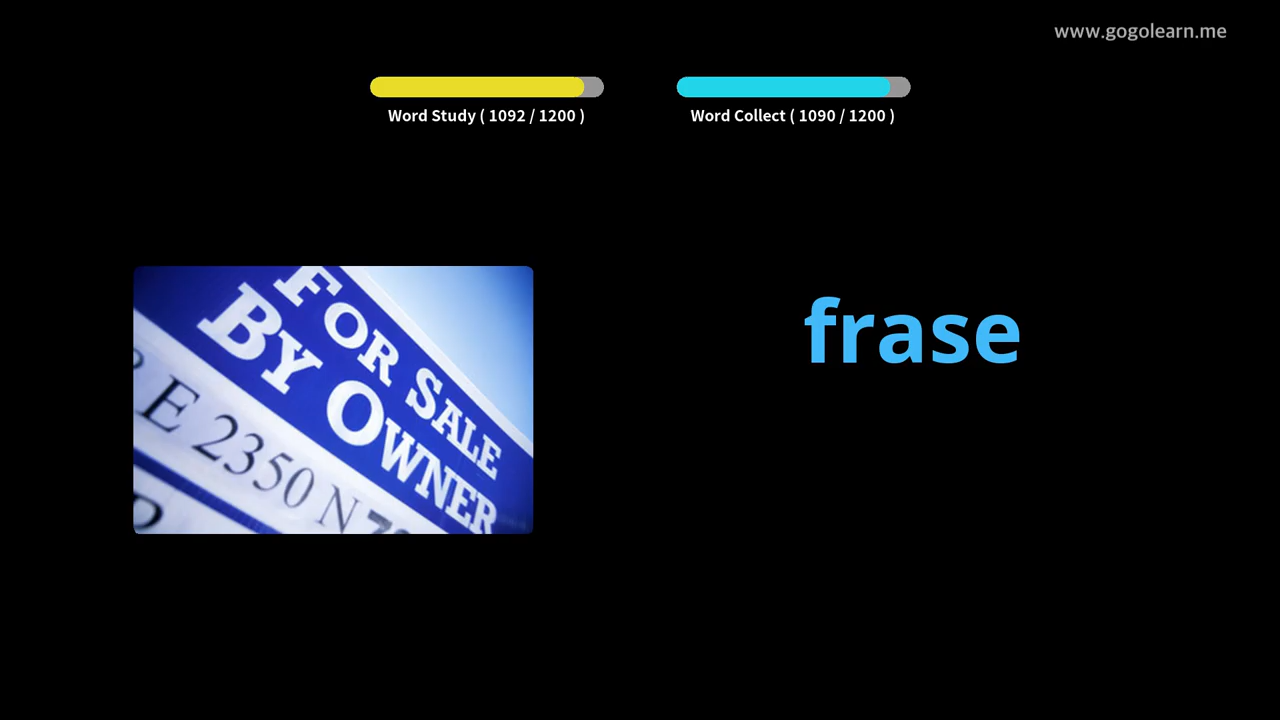 www.gogolearn.me
Word Study ( 1092 / 1200 )
Word Collect ( 1090 / 1200 )
FOR SALE
BY OWNER
E 2350 N
frase